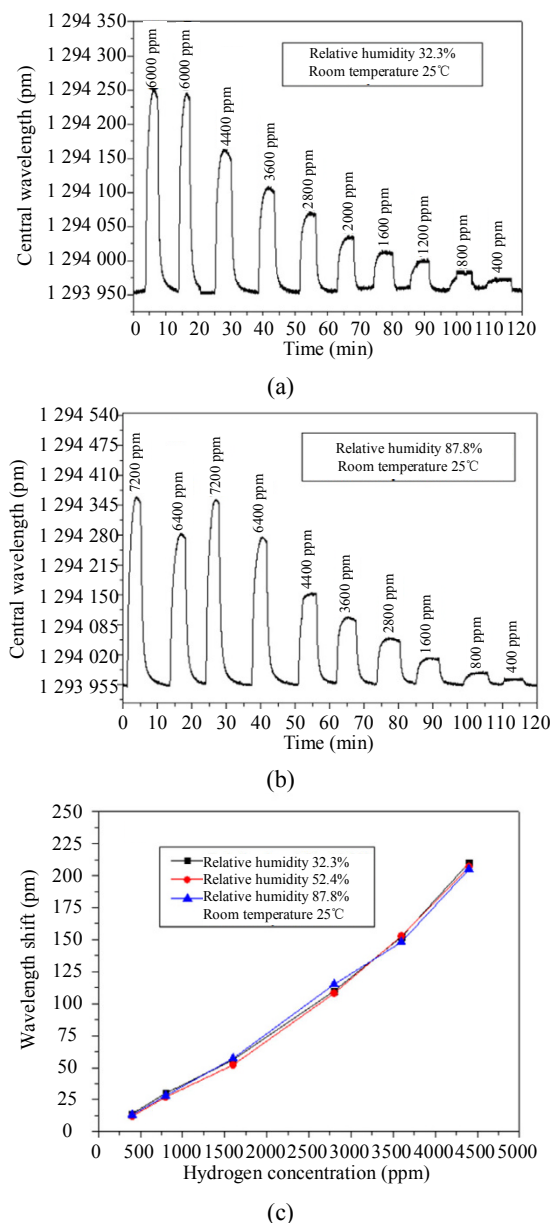 1 294 350
1 294 300
1 294 250
1 294 200
1 294 150
1 294 100
1 294 050
1 294 000
1 293 950
Central wavelength (pm)
6000 ppm
6000 ppm
4400 ppm
3600 ppm
2800 ppm
2000 ppm
1600 ppm
1200 ppm
800 ppm
400 ppm
Relative humidity 32.3%
Room temperature 25℃
0 10 20 30 40 50 60 70 80 90 100 110 120
Time (min)
(a)
1 294 540
1 294 475
1 294 410
1 294 345
1 294 280
1 294 215
1 294 150
1 294 085
1 294 020
1 293 955
Central wavelength (pm)
7200 ppm
6400 ppm
7200 ppm
6400 ppm
4400 ppm
3600 ppm
2800 ppm
1600 ppm
800 ppm
400 ppm
Relative humidity 87.8%
Room temperature 25℃
0 10 20 30 40 50 60 70 80 90 100 110 120
Time (min)
(b)
250
225
200
175
150
125
100
75
50
25
0
Wavelength shift (pm)
Relative humidity 32.3%
Relative humidity 52.4%
Relative humidity 87.8%
Room temperature 25℃
0 500 1000 1500 2000 2500 3000 3500 4000 4500 5000
Hydrogen concentration (ppm)
(c)